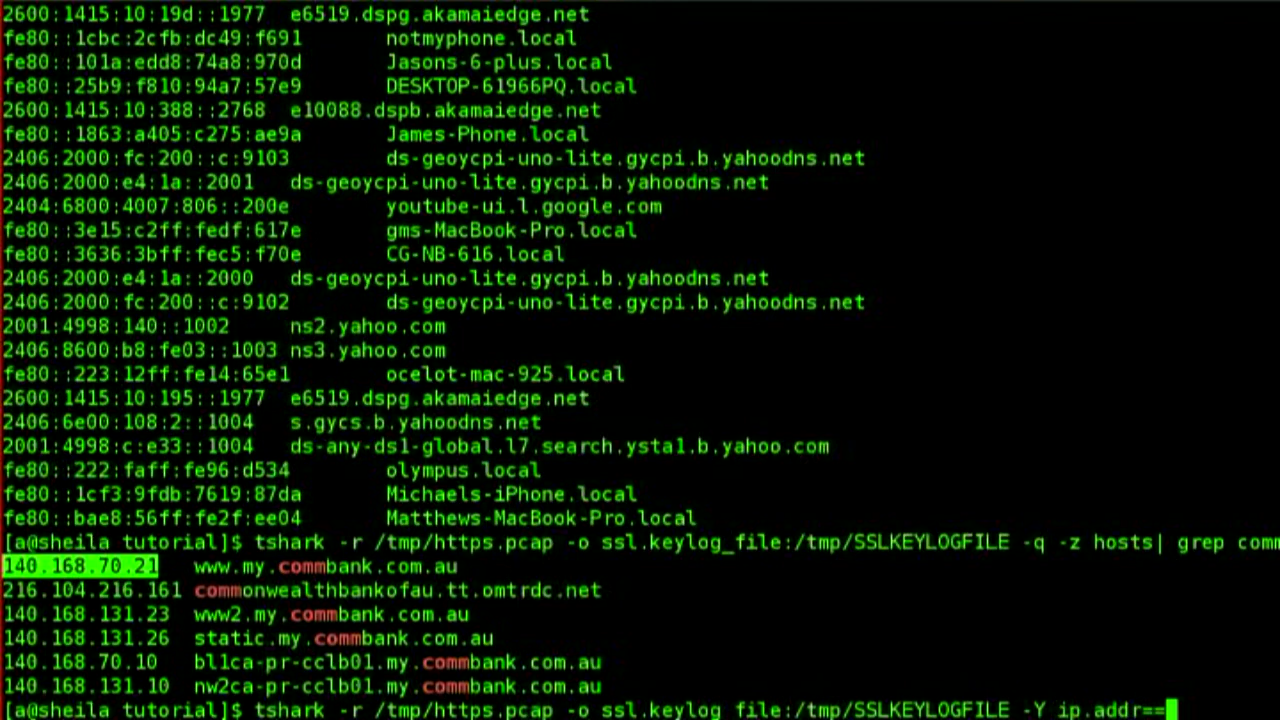 2600:1415:10:19d::1977 e6519.dspg.akamaiedge.net
fe80::1cbc:2cfb:dc49:f691 notmyphone.local
fe80::101a:edd8:74a8:970d Jasons-6-plus.local
fe80::25b9:f810:94a7:57e9 DESKTOP-61966PQ.local
2600:1415:10:388::2768 e10088.dspb.akamaiedge.net
fe80::1863:a405:c275:ae9a James-Phone.local
2406:2000:fc:200::c:9103 ds-geoycpi-uno-lite.gycpi.b.yahoodns.net
2406:2000:e4:1a::2001 ds-geoycpi-uno-lite.gycpi.b.yahoodns.net
2404:6800:4007:806::200e youtube-ui.l.google.com
fe80::3e15:c2ff:fedf:617e gms-MacBook-Pro.local
fe80::3636:3bff:fec5:f70e CG-NB-616.local
2406:2000:e4:1a::2000 ds-geoycpi-uno-lite.gycpi.b.yahoodns.net
2406:2000:fc:200::c:9102 ds-geoycpi-uno-lite.gycpi.b.yahoodns.net
2001:4998:140::1002 ns2.yahoo.com
2406:8600:b8:fe03::1003 ns3.yahoo.com
fe80::223:12ff:fe14:65e1 ocelot-mac-925.local
2600:1415:10:195::1977 e6519.dspg.akamaiedge.net
2406:6e00:108:2::1004 s.gycs.b.yahoodns.net
2001:4998:c:e33::1004 ds-any-ds1-global.l7.search.ysta1.b.yahoo.com
fe80::222:faff:fe96:d534 olympus.local
fe80::1cf3:9fdb:7619:87da Michaels-iPhone.local
fe80::bae8:56ff:fe2f:ee04 Matthews-MacBook-Pro.local
[a@sheila tutorial]$ tshark -r /tmp/https.pcap -o ssl.keylog_file:/tmp/SSLKEYLOGFILE -q -z hosts| grep comm
140.168.70.21 www.my.commbank.com.au
216.104.216.161 commonwealthbankofau.tt.omtrdc.net
140.168.131.23 www2.my.commbank.com.au
140.168.131.26 static.my.commbank.com.au
140.168.70.10 bl1ca-pr-cclb01.my.commbank.com.au
140.168.131.10 nw2ca-pr-cclb01.my.commbank.com.au
[a@sheila tutorial]$ tshark -r /tmp/https.pcap -o ssl.keylog_file:/tmp/SSLKEYLOGFILE -Y ip.addr==